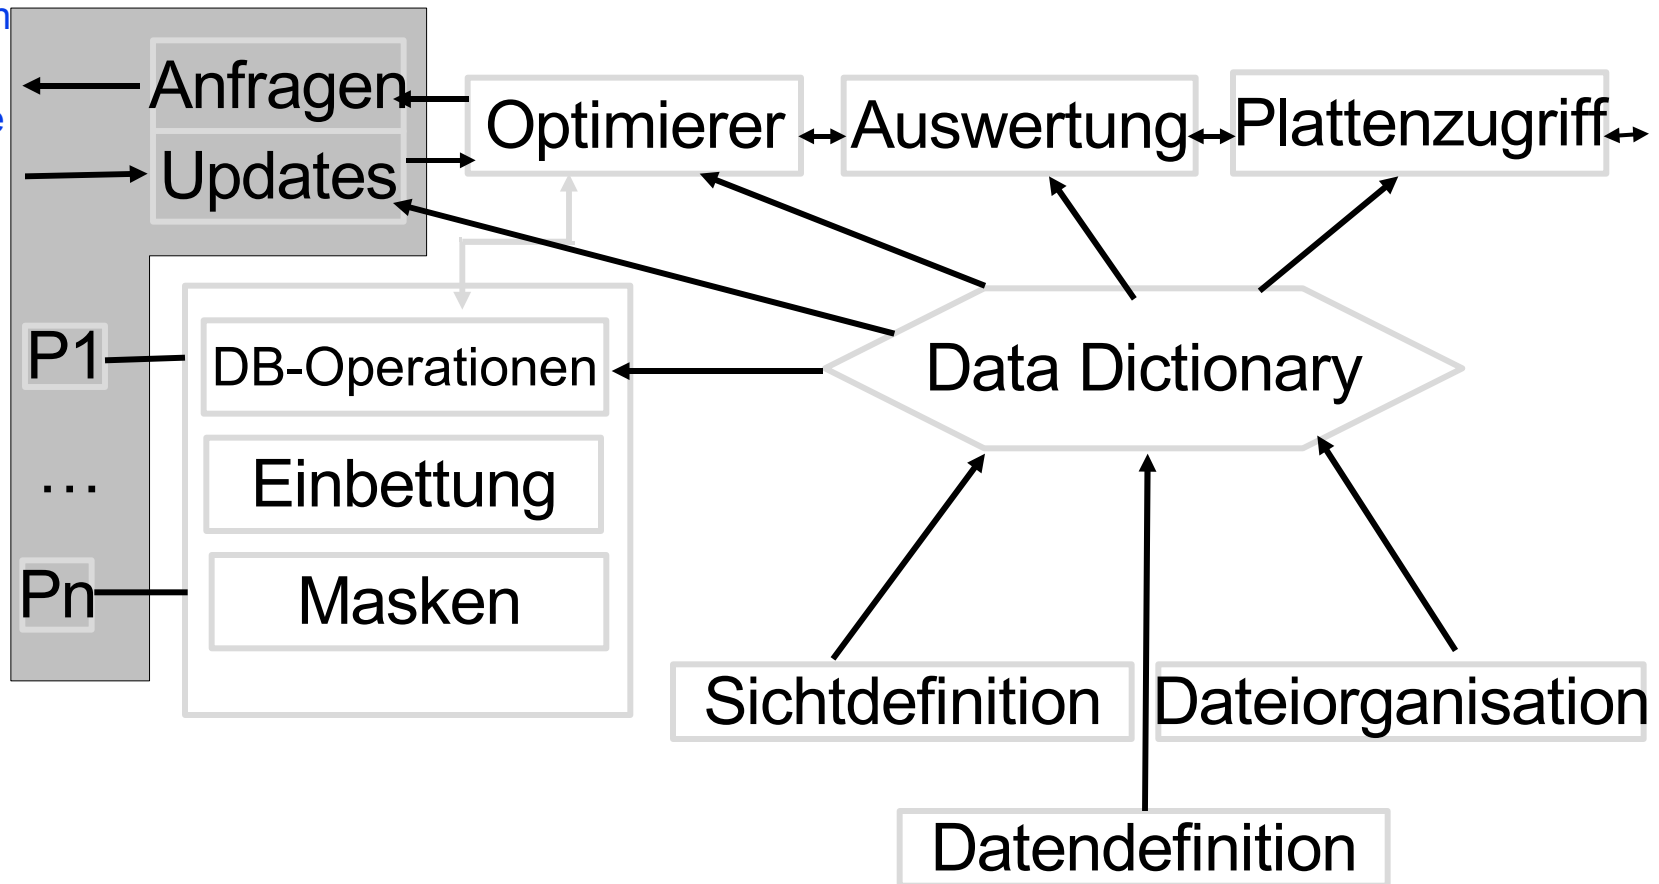 n
Anfragen
e
Updates
Optimierer
Auswertung
Plattenzugriff
P1
DB-Operationen
Data Dictionary
…
Einbettung
Pn
Masken
Sichtdefinition
Dateiorganisation
Datendefinition